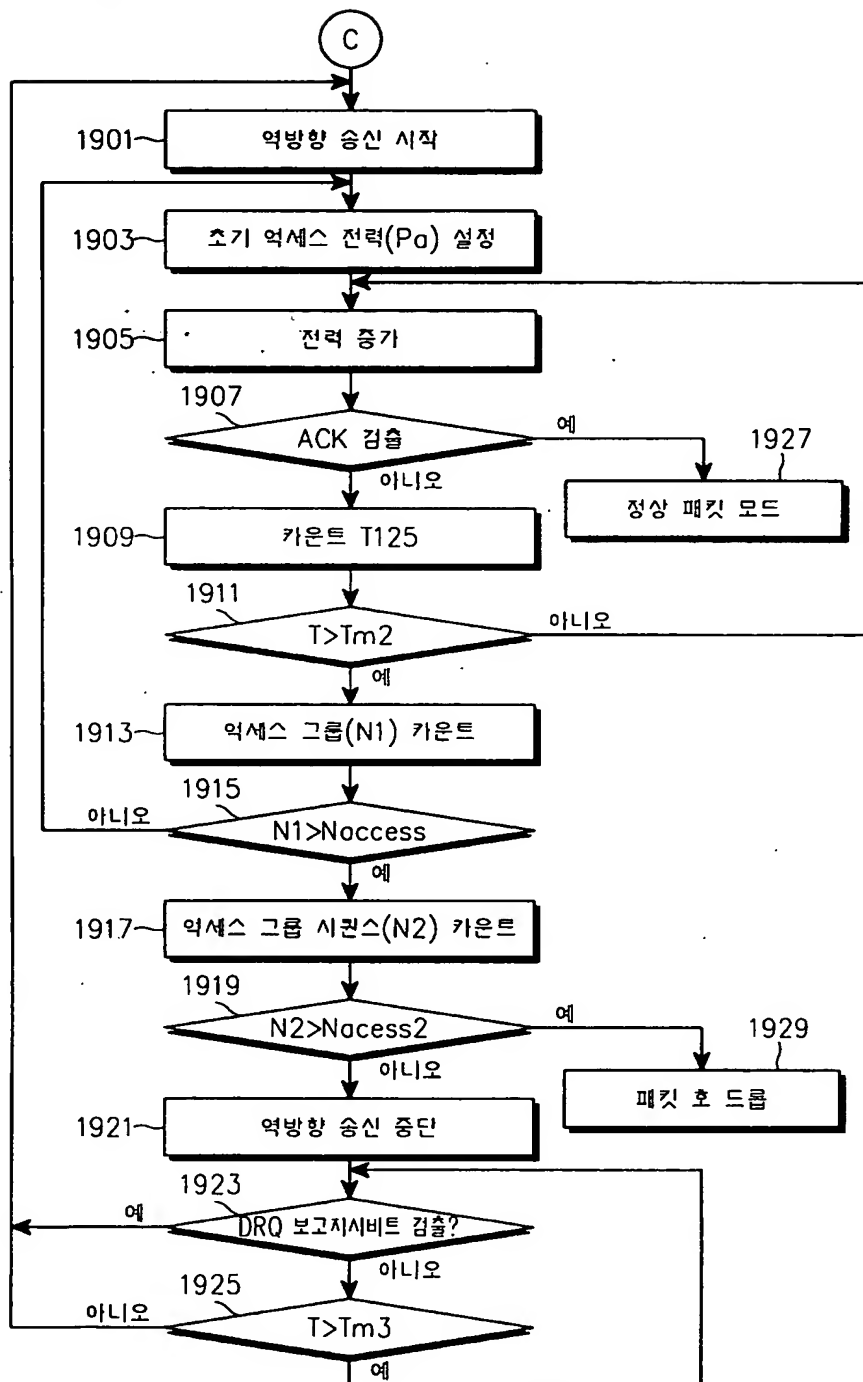 C
1901
역방향 송신 시작
1903
초기 억세스 전력(Pa) 설정
1905
전력 증가
1907
ACK 검출
예
아니오
1927
정상 패킷 모드
1909
카운트 T125
1911
T>Tm2
아니오
예
1913
억세스 그룹(N1) 카운트
1915
아니오
N1>Naccess
예
1917
억세스 그룹 시퀀스(N2) 카운트
1919
N2>Nacess2
예
아니오
1929
패킷 호 드롭
1921
역방향 송신 중단
1923
예
DRQ 보고지시비트 검출?
아니오
1925
아니오
T>Tm3
예